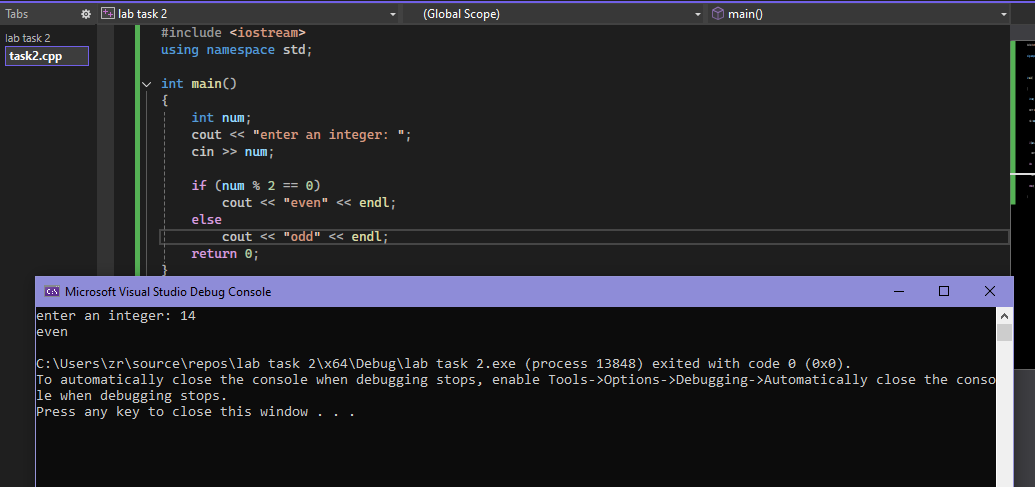 Tabs
lab task 2
(Global Scope)
main()
lab task 2
task2.cpp
#include <iostream>
using namespace std;
int main()
{
int num;
cout << "enter an integer: ";
cin >> num;
if (num % 2 == 0)
cout << "even" << endl;
else
cout << "odd" << endl;
return 0;
}
Microsoft Visual Studio Debug Console
enter an integer: 14
even
C:\Users\zr\source\repos\lab task 2\x64\Debug\lab task 2.exe (process 13848) exited with code 0 (0x0).
To automatically close the console when debugging stops, enable Tools->Options->Debugging->Automatically close the conso
le when debugging stops.
Press any key to close this window . . .